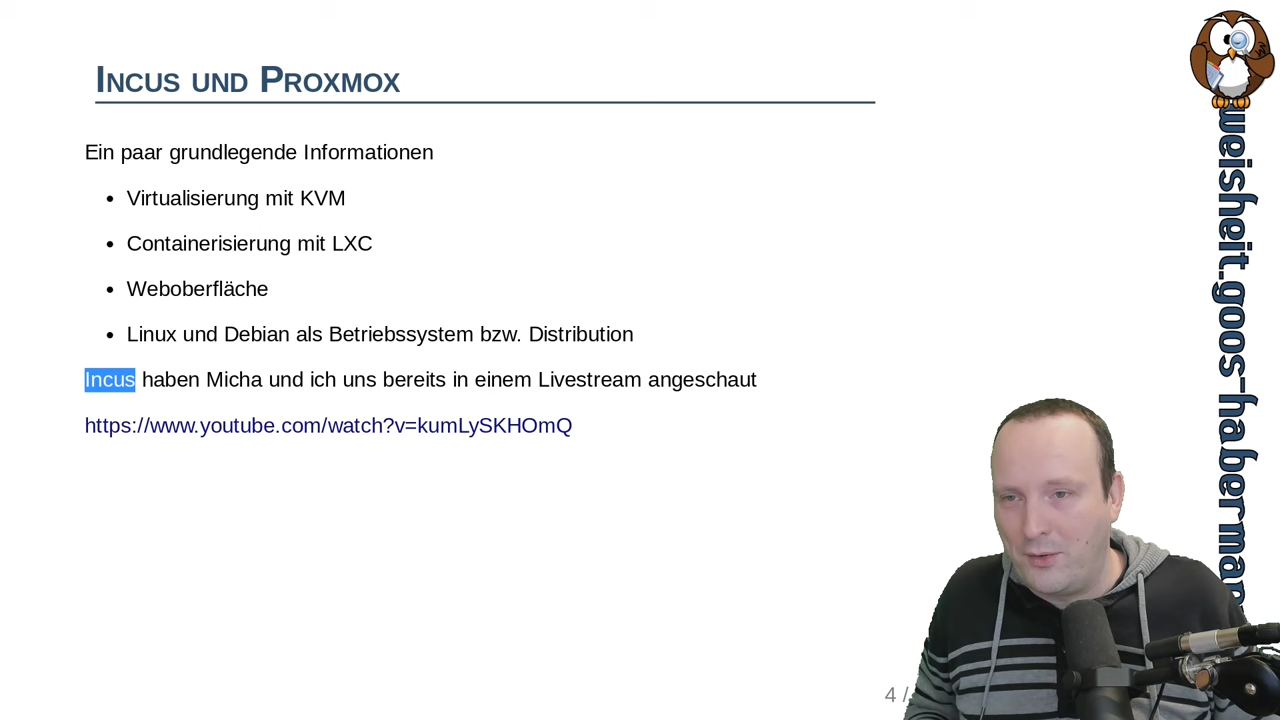 Incus und Proxmox
Ein paar grundlegende Informationen
• Virtualisierung mit KVM
• Containerisierung mit LXC
• Weboberfläche
• Linux und Debian als Betriebssystem bzw. Distribution
Incus haben Micha und ich uns bereits in einem Livestream angeschaut
https://www.youtube.com/watch?v=kumLySKHOmQ
4 /
weisheit.goos-haberman